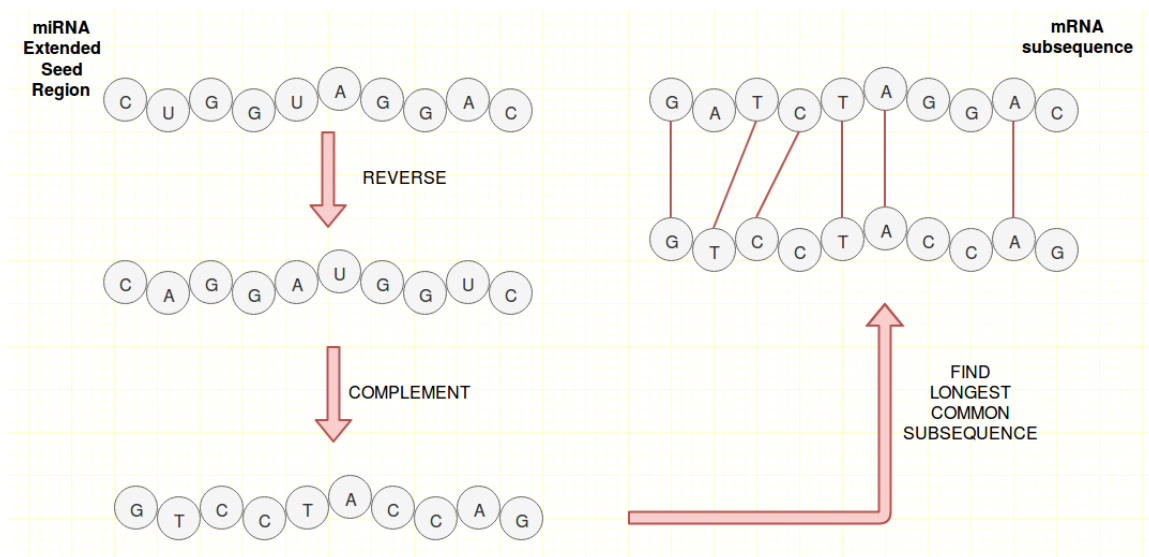 miRNA
Extended
Seed
Region
C U G G U A G G A C
REVERSE
C A G G A U G G U C
COMPLEMENT
G T C C T A C C A G
mRNA
subsequence
G A T C T A G G A C
G T C C T A C C A G
FIND
LONGEST
COMMON
SUBSEQUENCE